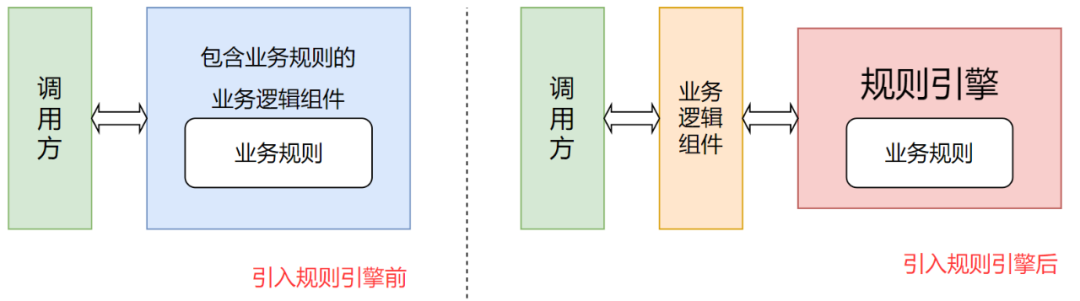 调用方
包含业务规则的
业务逻辑组件
业务规则
引入规则引擎前
调用方
业务
逻辑
组件
规则引擎
业务规则
引入规则引擎后